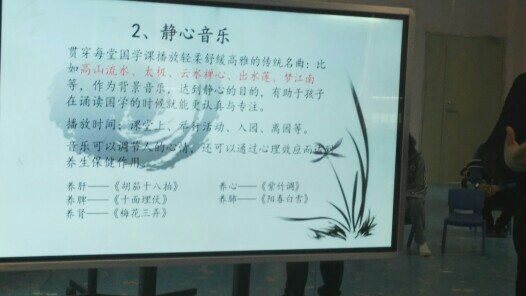 2、静心音乐
贯穿每堂国学课播放轻柔舒缓高雅的传统名曲：比
如高山流水、太极、云水禅心、出水莲、梦江南
等，作为背景音乐，达到静心的目的，有助于孩子
在诵读国学的时候就能更认真与专注。
播放时间：课堂上、举行活动、入园、离园等。
音乐可以调节人的心情，还可以通过心理效应而达到
养生保健作用。
养肝——《胡笳十八拍》 养心——《紫竹调》
养脾——《十面埋伏》 养肺——《阳春白雪》
养肾——《梅花三弄》